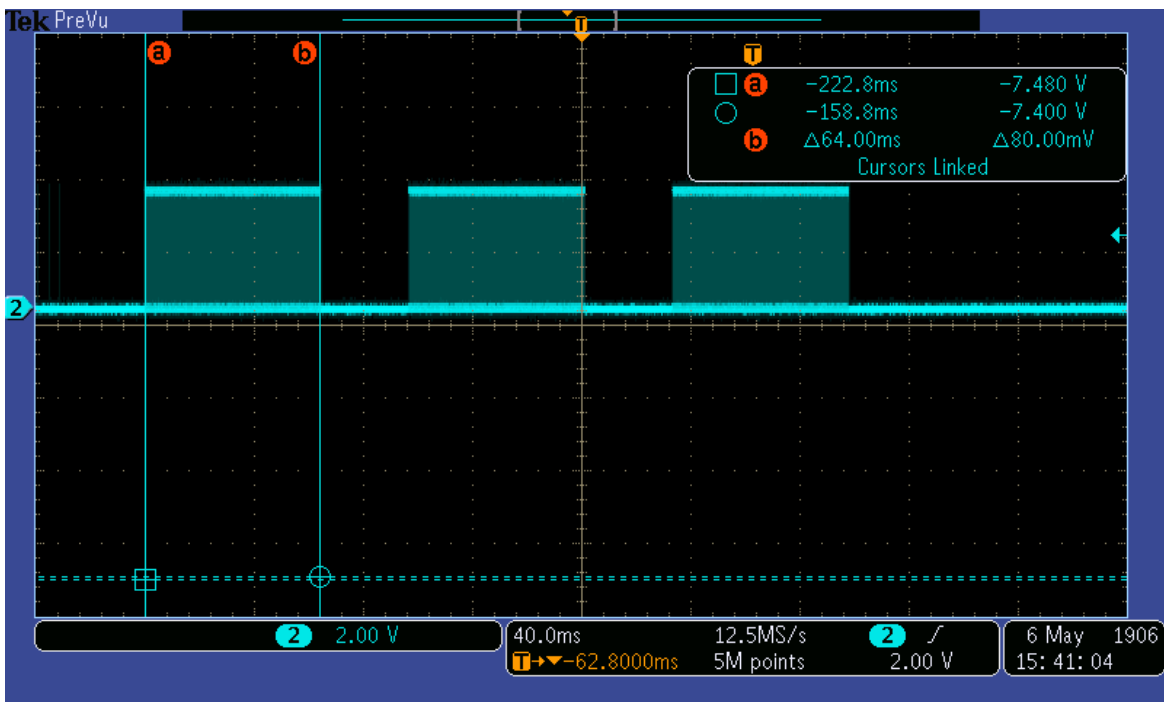 Tek PreVu
T
a b
T
a -222.8ms -7.480 V
-158.8ms -7.400 V
b Δ64.00ms Δ80.00mV
Cursors Linked
2
2 2.00 V
40.0ms 12.5MS/s 2
T→▼-62.8000ms 5M points 2.00 V
6 May 1906
15:41:04